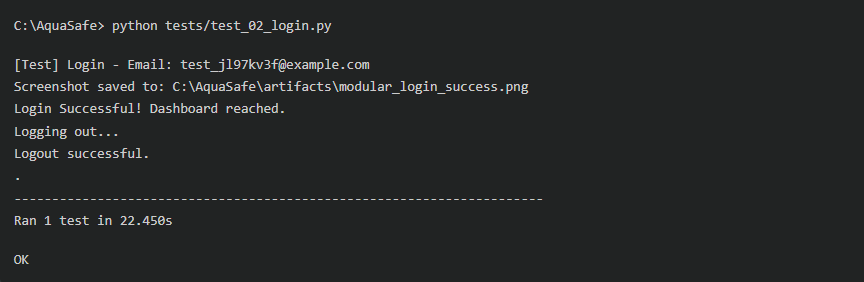 C:\AquaSafe> python tests/test_02_login.py
[Test] Login - Email: test_jl97kv3f@example.com
Screenshot saved to: C:\AquaSafe\artifacts\modular_login_success.png
Login Successful! Dashboard reached.
Logging out...
Logout successful.
.
----------------------------------------------------------------------
Ran 1 test in 22.450s
OK